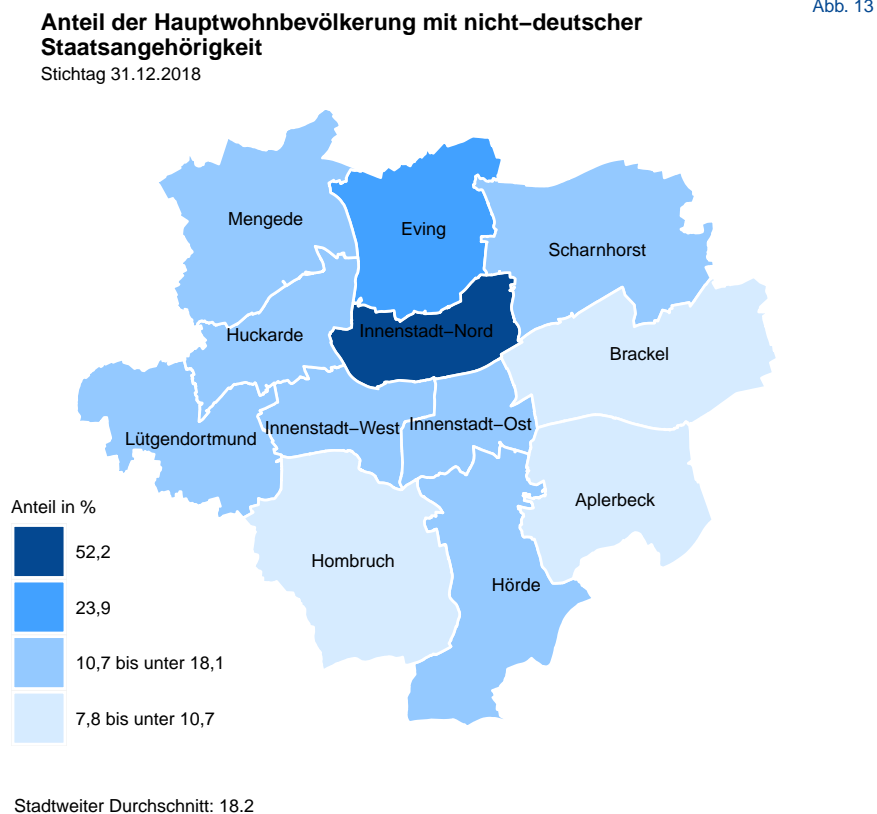 Abb. 13
Anteil der Hauptwohnbevölkerung mit nicht–deutscher
Staatsangehörigkeit
Stichtag 31.12.2018
Mengede
Eving
Scharnhorst
Huckarde
Innenstadt–Nord
Brackel
Lütgendortmund
Innenstadt–West
Innenstadt–Ost
Aplerbeck
Hombruch
Hörde
Anteil in %
52,2
23,9
10,7 bis unter 18,1
7,8 bis unter 10,7
Stadtweiter Durchschnitt: 18.2